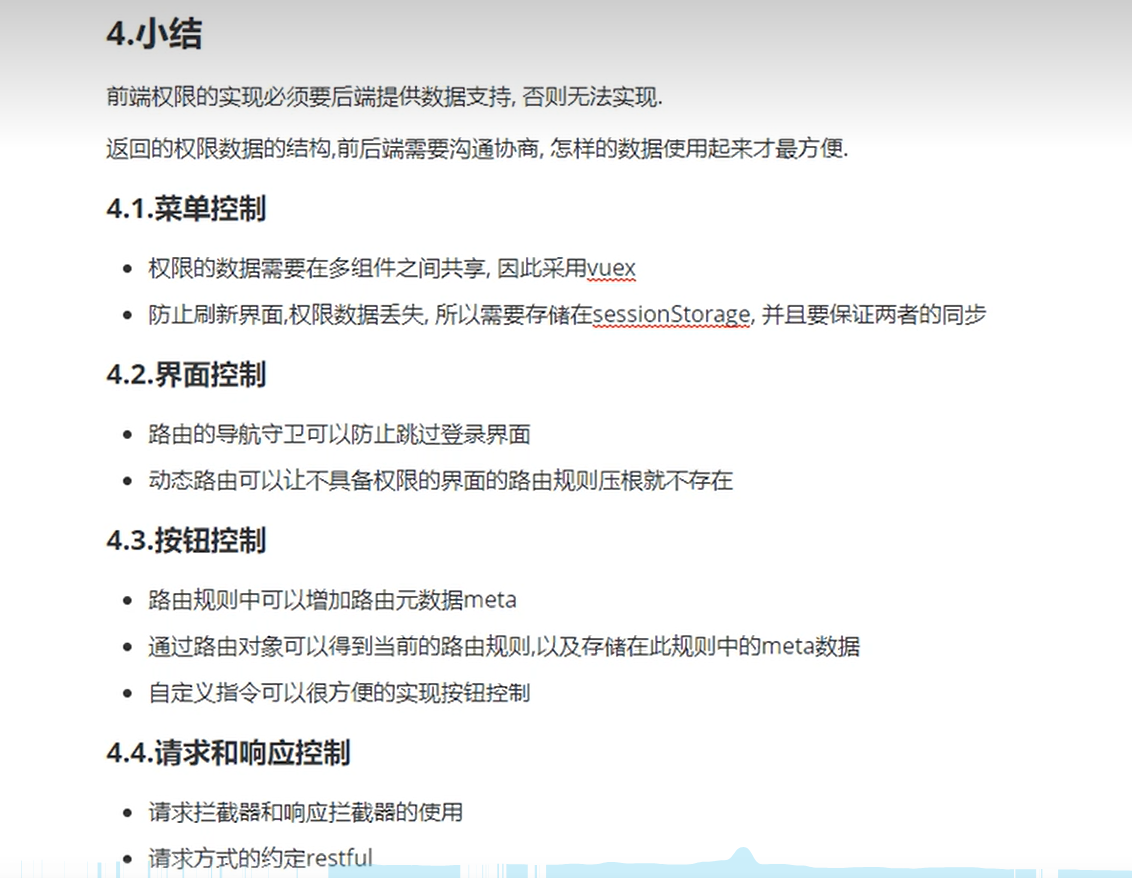 4.小结
前端权限的实现必须要后端提供数据支持, 否则无法实现.
返回的权限数据的结构,前后端需要沟通协商, 怎样的数据使用起来才最方便.
4.1.菜单控制
权限的数据需要在多组件之间共享, 因此采用vuex
防止刷新界面,权限数据丢失, 所以需要存储在sessionStorage, 并且要保证两者的同步
4.2.界面控制
路由的导航守卫可以防止跳过登录界面
动态路由可以让不具备权限的界面的路由规则压根就不存在
4.3.按钮控制
路由规则中可以增加路由元数据meta
通过路由对象可以得到当前的路由规则,以及存储在此规则中的meta数据
自定义指令可以很方便的实现按钮控制
4.4.请求和响应控制
请求拦截器和响应拦截器的使用
请求方式的约定restful